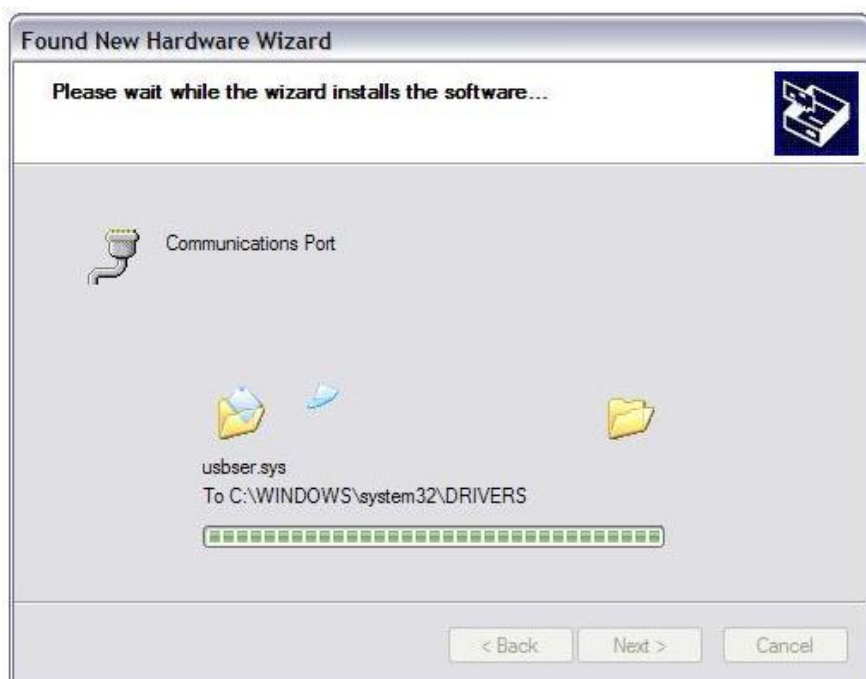 Found New Hardware Wizard
Please wait while the wizard installs the software...
Communications Port
usbser.sys
To C:\WINDOWS\system32\DRIVERS
< Back
Next >
Cancel